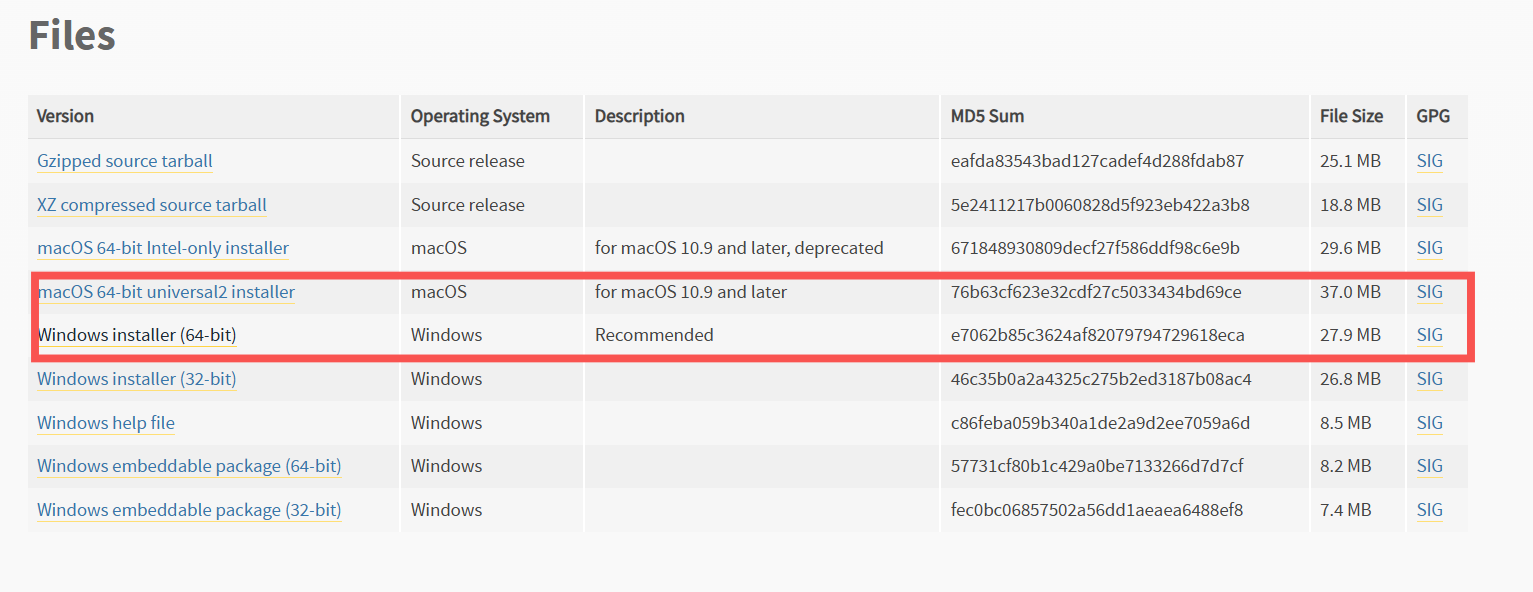 Files
Version Operating System Description MD5 Sum File Size GPG
Gzipped source tarball Source release eafda83543bad127cadef4d288fdab87 25.1 MB SIG
XZ compressed source tarball Source release 5e2411217b0060828d5f923eb422a3b8 18.8 MB SIG
macOS 64-bit Intel-only installer macOS for macOS 10.9 and later, deprecated 671848930809decf27f586ddf98c6e9b 29.6 MB SIG
macOS 64-bit universal2 installer macOS for macOS 10.9 and later 76b63cf623e32cdf27c5033434bd69ce 37.0 MB SIG
Windows installer (64-bit) Windows Recommended e7062b85c3624af82079794729618eca 27.9 MB SIG
Windows installer (32-bit) Windows 46c35b0a2a4325c275b2ed3187b08ac4 26.8 MB SIG
Windows help file Windows c86feba059b340a1de2a9d2ee7059a6d 8.5 MB SIG
Windows embeddable package (64-bit) Windows 57731cf80b1c429a0be7133266d7d7cf 8.2 MB SIG
Windows embeddable package (32-bit) Windows fec0bc06857502a56dd1aeaea6488ef8 7.4 MB SIG